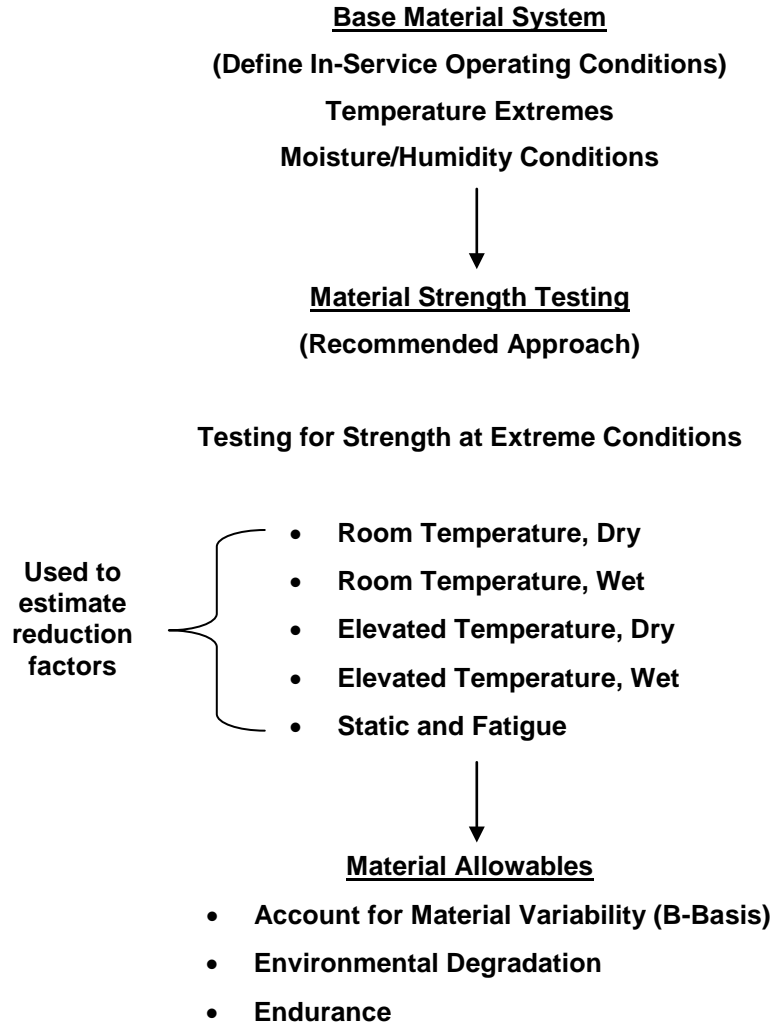 Base Material System
(Define In-Service Operating Conditions)
Temperature Extremes
Moisture/Humidity Conditions
Material Strength Testing
(Recommended Approach)
Testing for Strength at Extreme Conditions
Used to
estimate
reduction
factors
• Room Temperature, Dry
• Room Temperature, Wet
• Elevated Temperature, Dry
• Elevated Temperature, Wet
• Static and Fatigue
Material Allowables
• Account for Material Variability (B-Basis)
• Environmental Degradation
• Endurance